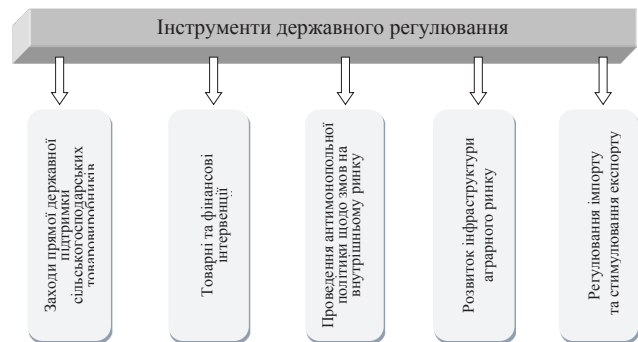 Інструменти державного регулювання
Заходи прямої державної
підтримки
сільськогосподарських
товаровиробників
Товарні та фінансові
інтервенції
Проведення антимонопольної
політики щодо змов на
внутрішньому ринку
Розвиток інфраструктури
аграрного ринку
Регулювання імпорту
та стимулювання експорту